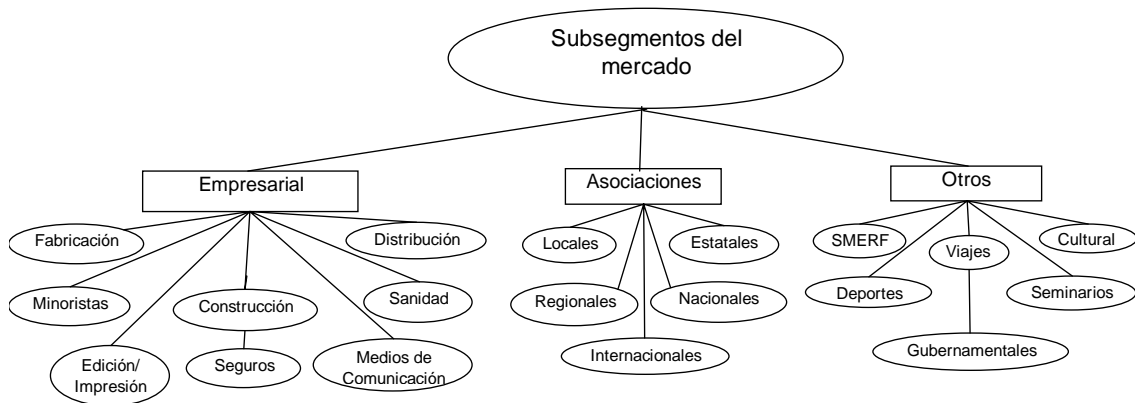 Subsegmentos del
mercado
Empresarial
Asociaciones
Otros
Fabricación
Distribución
Locales
Estatales
SMERF
Viajes
Cultural
Minoristas
Construcción
Sanidad
Regionales
Nacionales
Deportes
Seminarios
Edición/
Impresión
Seguros
Medios de
Comunicación
Internacionales
Gubernamentales